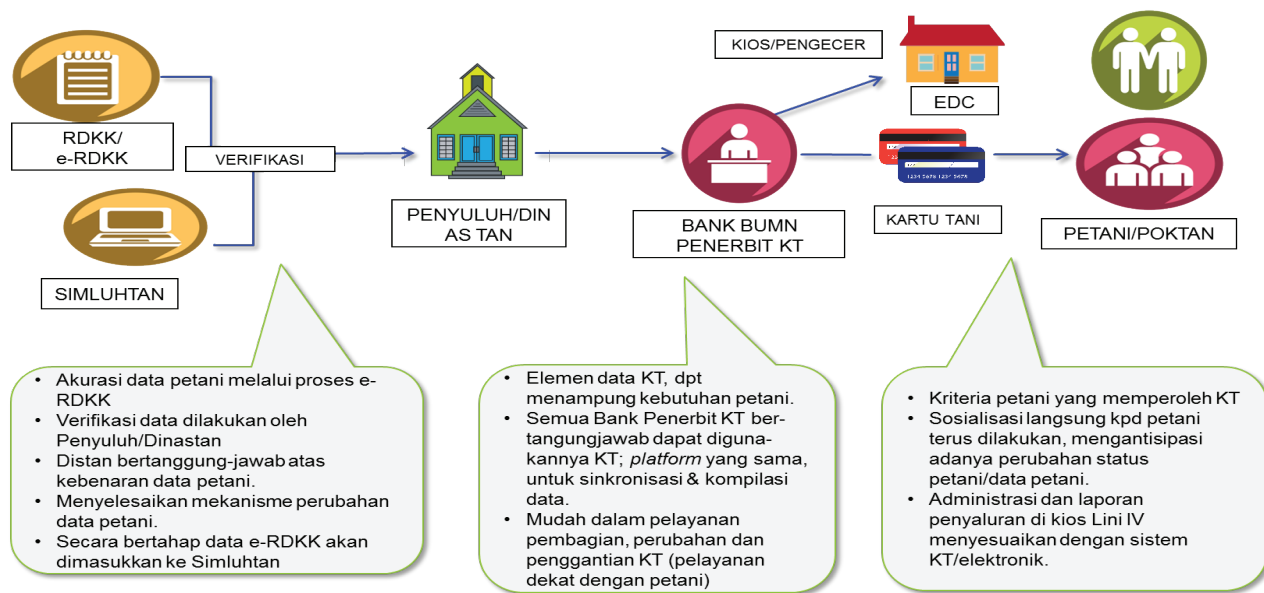 KIOS/PENGECER
EDC
RDKK/
e-RDKK
VERIFIKASI
SIMLUHTAN
PENYULUH/DIN
AS TAN
BANK BUMN
PENERBIT KT
1234 5678 1234 5678
KARTU TANI
PETANI/POKTAN
• Akurasi data petani melalui proses e-
RDKK
• Verifikasi data dilakukan oleh
Penyuluh/Dinastan
• Distan bertanggung-jawab atas
kebenaran data petani.
• Menyelesaikan mekanisme perubahan
data petani.
• Secara bertahap data e-RDKK akan
dimasukkan ke Simluhtan
• Elemen data KT, dpt
menampung kebutuhan petani.
• Semua Bank Penerbit KT ber-
tangungjawab dapat diguna-
kannya KT; platform yang sama,
untuk sinkronisasi & kompilasi
data.
• Mudah dalam pelayanan
pembagian, perubahan dan
penggantian KT (pelayanan
dekat dengan petani)
• Kriteria petani yang memperoleh KT
• Sosialisasi langsung kpd petani
terus dilakukan, mengantisipasi
adanya perubahan status
petani/data petani.
• Administrasi dan laporan
penyaluran di kios Lini IV
menyesuaikan dengan sistem
KT/elektronik.